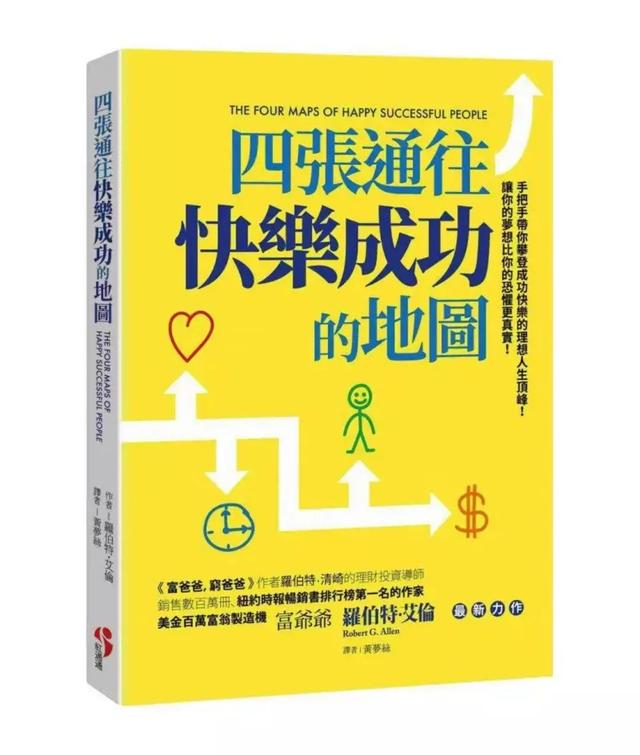 THE FOUR MAPS OF HAPPY SUCCESSFUL PEOPLE
四張通往
快樂成功
的地圖
手把手帶你攀登成功快樂的理想人生頂峰！
讓你的夢想比你的恐懼更真實！
《富爸爸，窮爸爸》作者羅伯特·清崎的理財投資導師
銷售數百萬冊、紐約時報暢銷書排行榜第一名的作家
美金百萬富翁製造機 富爺爺 羅伯特·艾倫 最新力作
Robert G. Allen
譯者｜黃夢絲
四張通往快樂成功的地圖
THE FOUR MAPS OF
HAPPY SUCCESSFUL PEOPLE
作者－羅伯特·艾倫
譯者－黃夢絲
紅通通